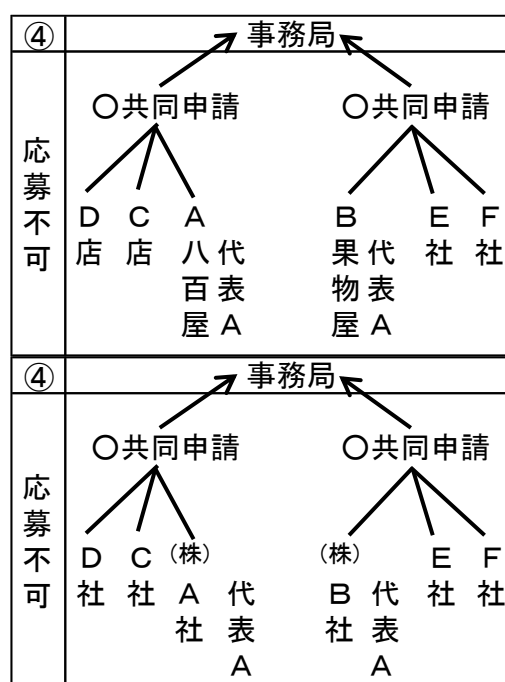 ④
事務局
応募不可
○共同申請
○共同申請
D店
C店
A八百屋
代表A
B果物屋
代表A
E社
F社
④
事務局
応募不可
○共同申請
○共同申請
D社
C社
(株)A社
代表A
(株)B社
代表A
E社
F社